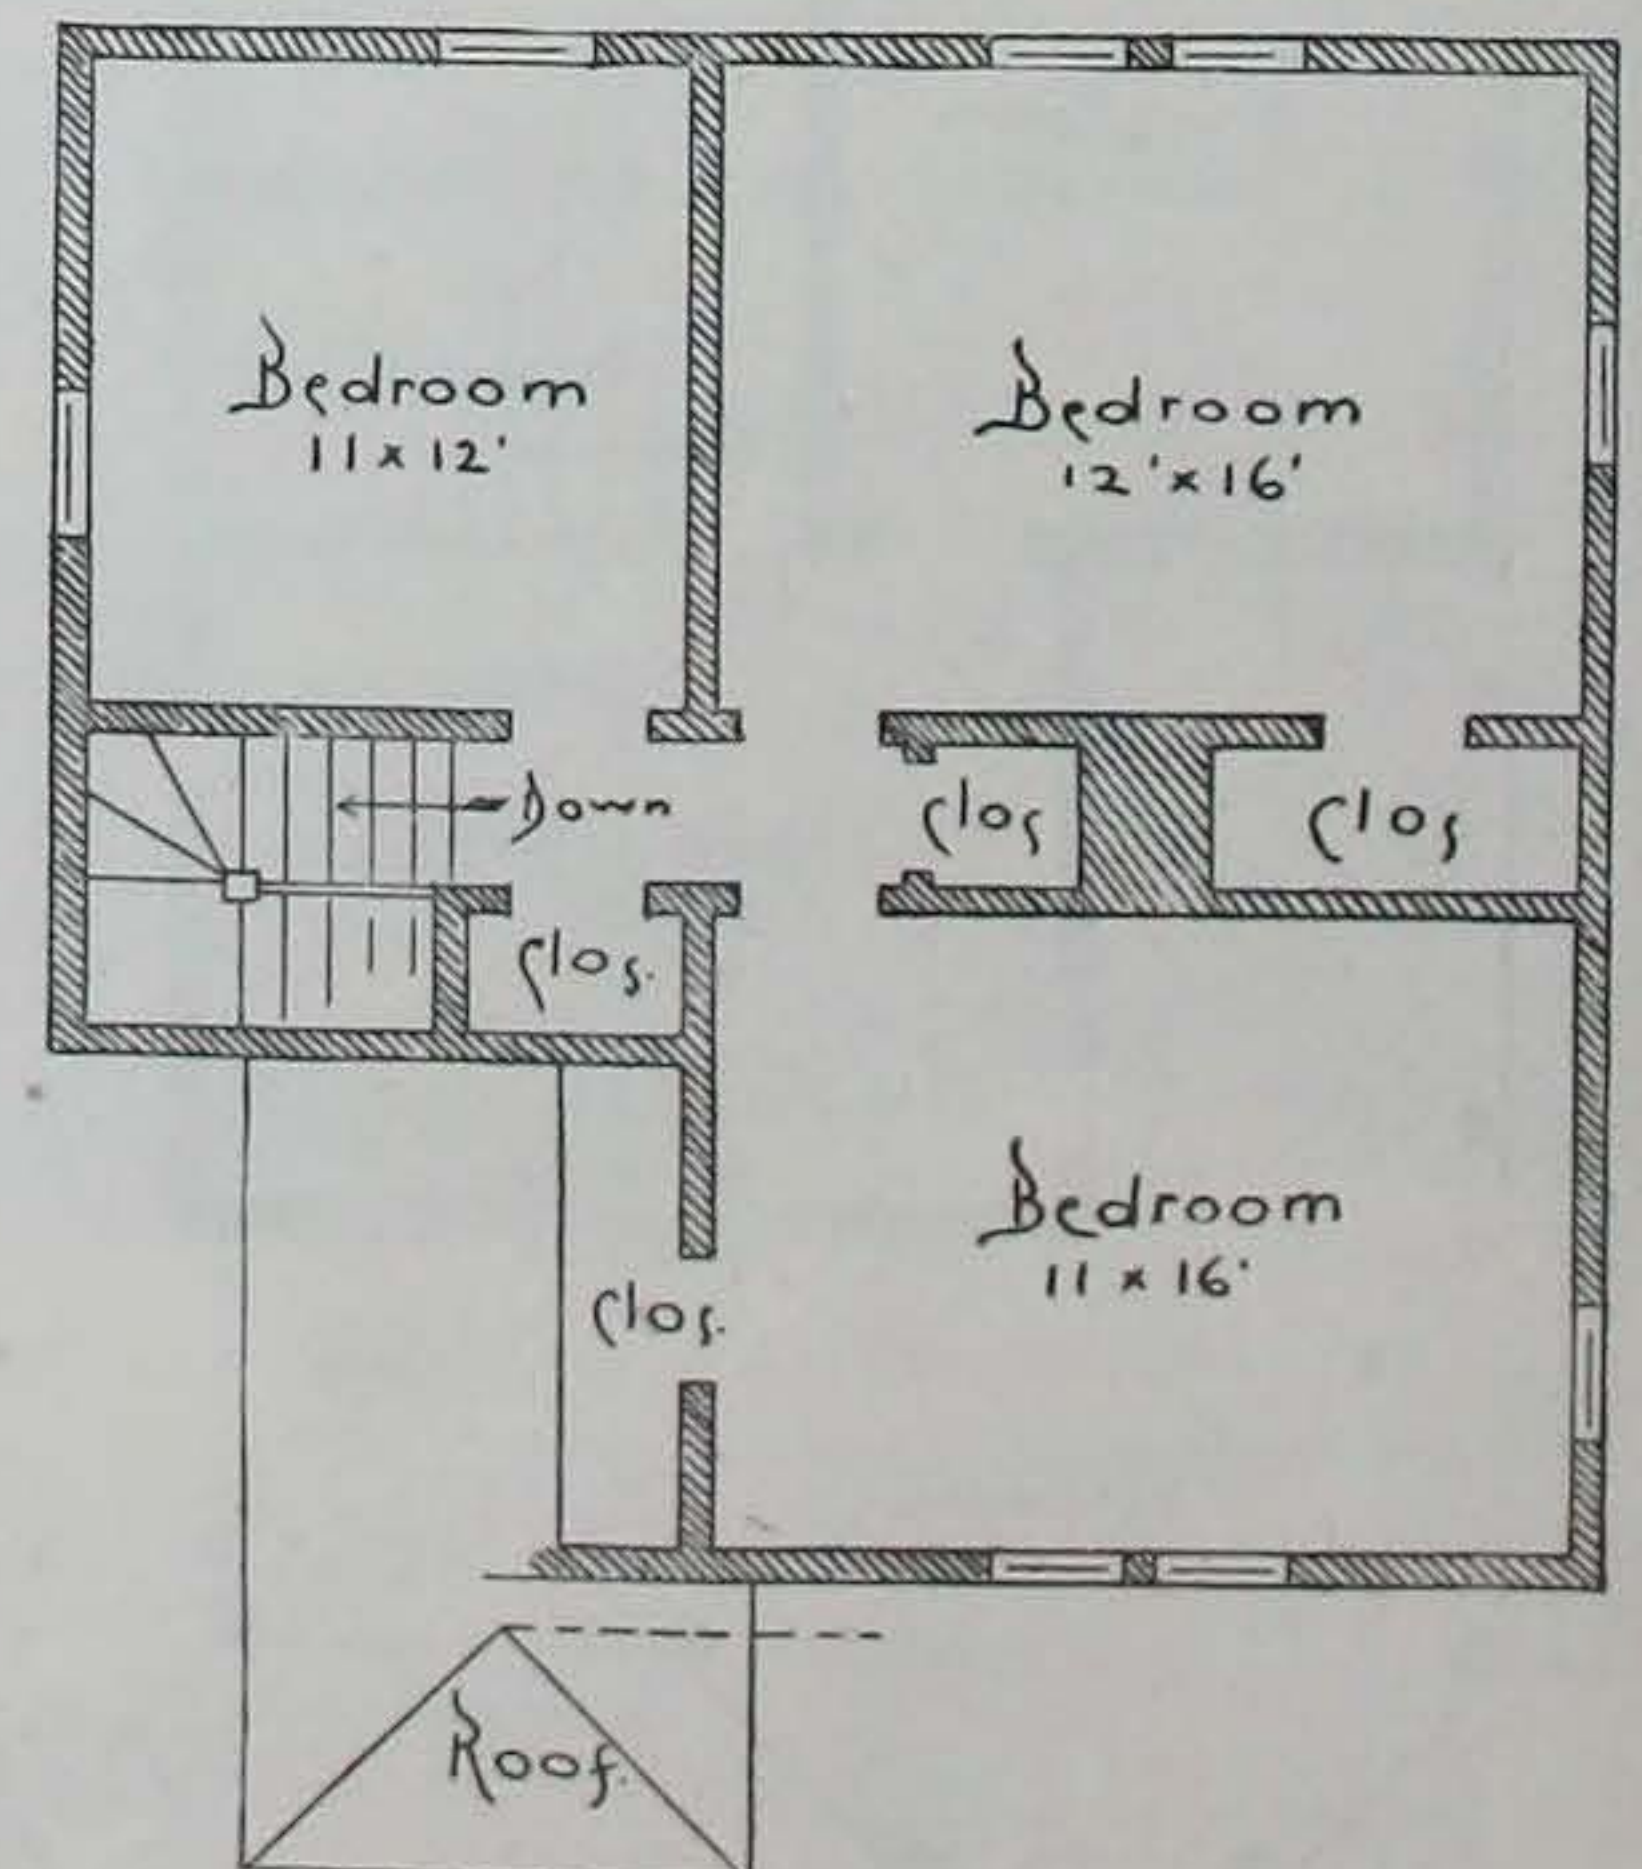 Bedroom
11 x 12'
Bedroom
12' x 16'
Down
Clos
Clos
Clos.
Bedroom
11 x 16'
Clos.
Roof.